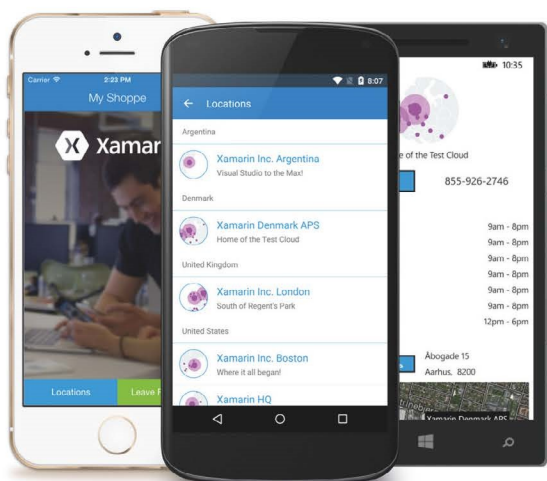 Carrier
2:23 PM
My Shoppe
Xamar
Locations
Leave
8:07
Locations
Argentina
Xamarin Inc. Argentina
Visual Studio to the Max!
Denmark
Xamarin Denmark APS
Home of the Test Cloud
United Kingdom
Xamarin Inc. London
South of Regent's Park
United States
Xamarin Inc. Boston
Where it all began!
Xamarin HQ
10:35
e of the Test Cloud
855-926-2746
9am - 8pm
9am - 8pm
9am - 8pm
9am - 8pm
9am - 8pm
9am - 8pm
12pm - 6pm
Åbogade 15
Aarhus, 8200
Xamarin Denmark APS